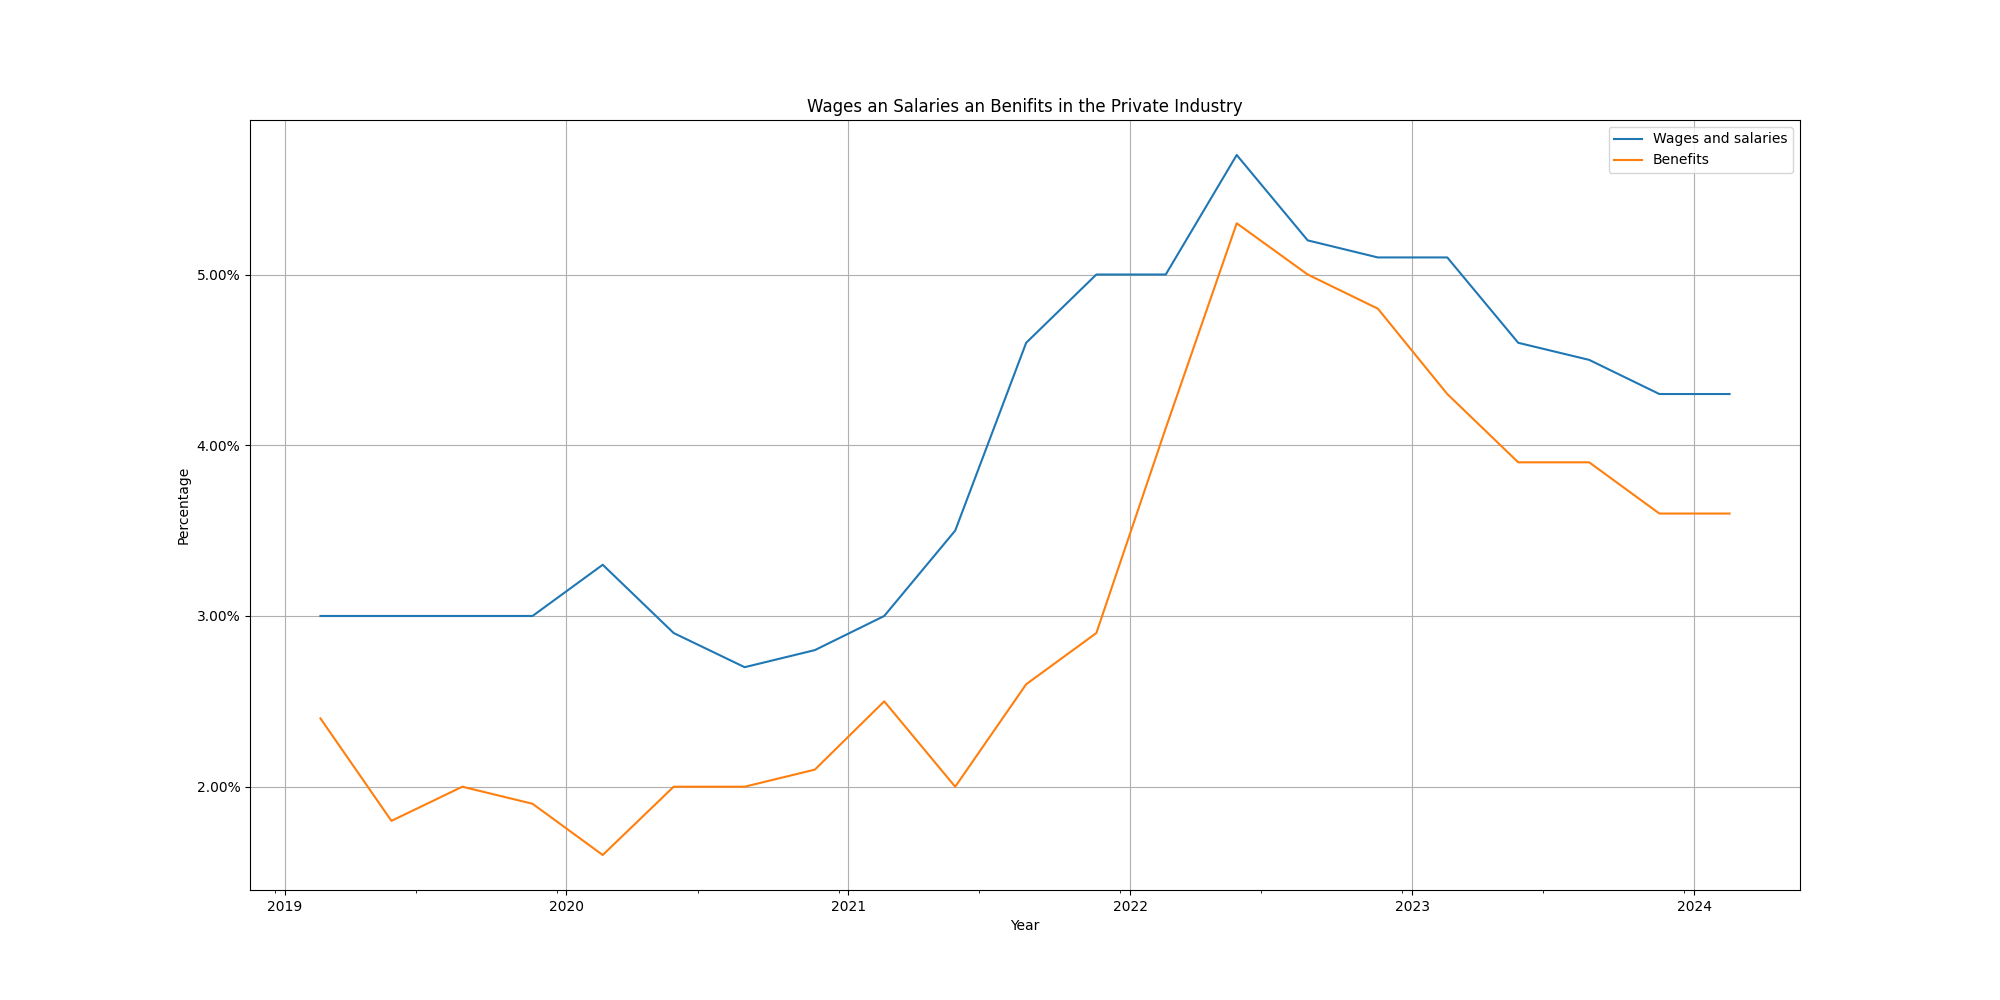 Wages an Salaries an Benifits in the Private Industry
Wages and salaries
Benefits
5.00%
4.00%
3.00%
2.00%
Percentage
2019 2020 2021 2022 2023 2024
Year